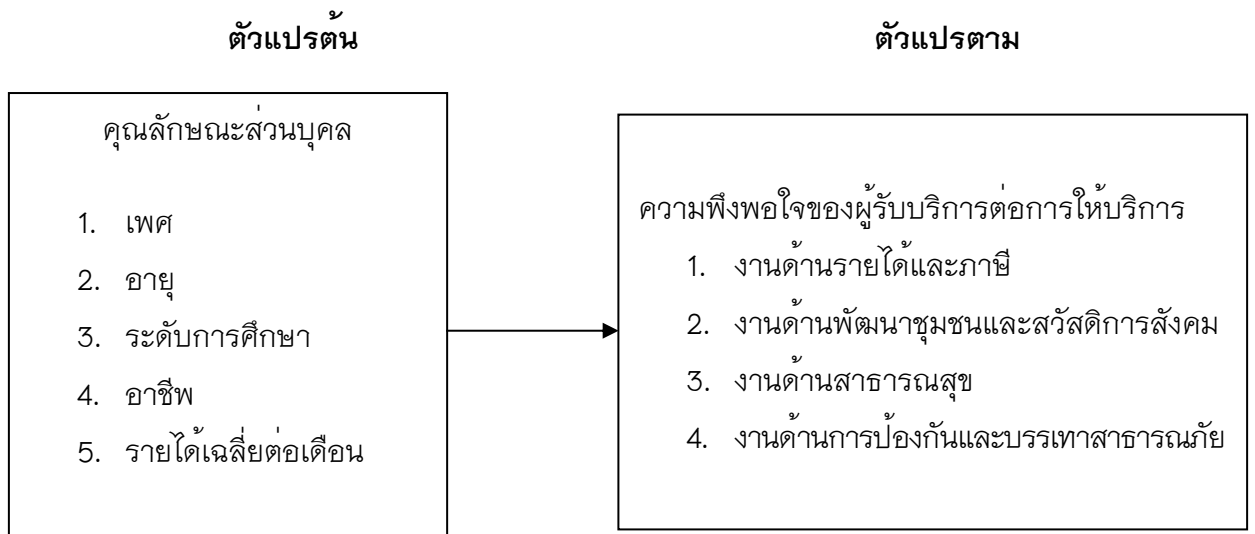 ตัวแปรต้น
ตัวแปรตาม
คุณลักษณะส่วนบุคล
1. เพศ
2. อายุ
3. ระดับการศึกษา
4. อาชีพ
5. รายได้เฉลี่ยต่อเดือน
ความพึงพอใจของผู้รับบริการต่อการให้บริการ
1. งานด้านรายได้และภาษี
2. งานด้านพัฒนาชุมชนและสวัสดิการสังคม
3. งานด้านสาธารณสุข
4. งานด้านการป้องกันและบรรเทาสาธารณภัย